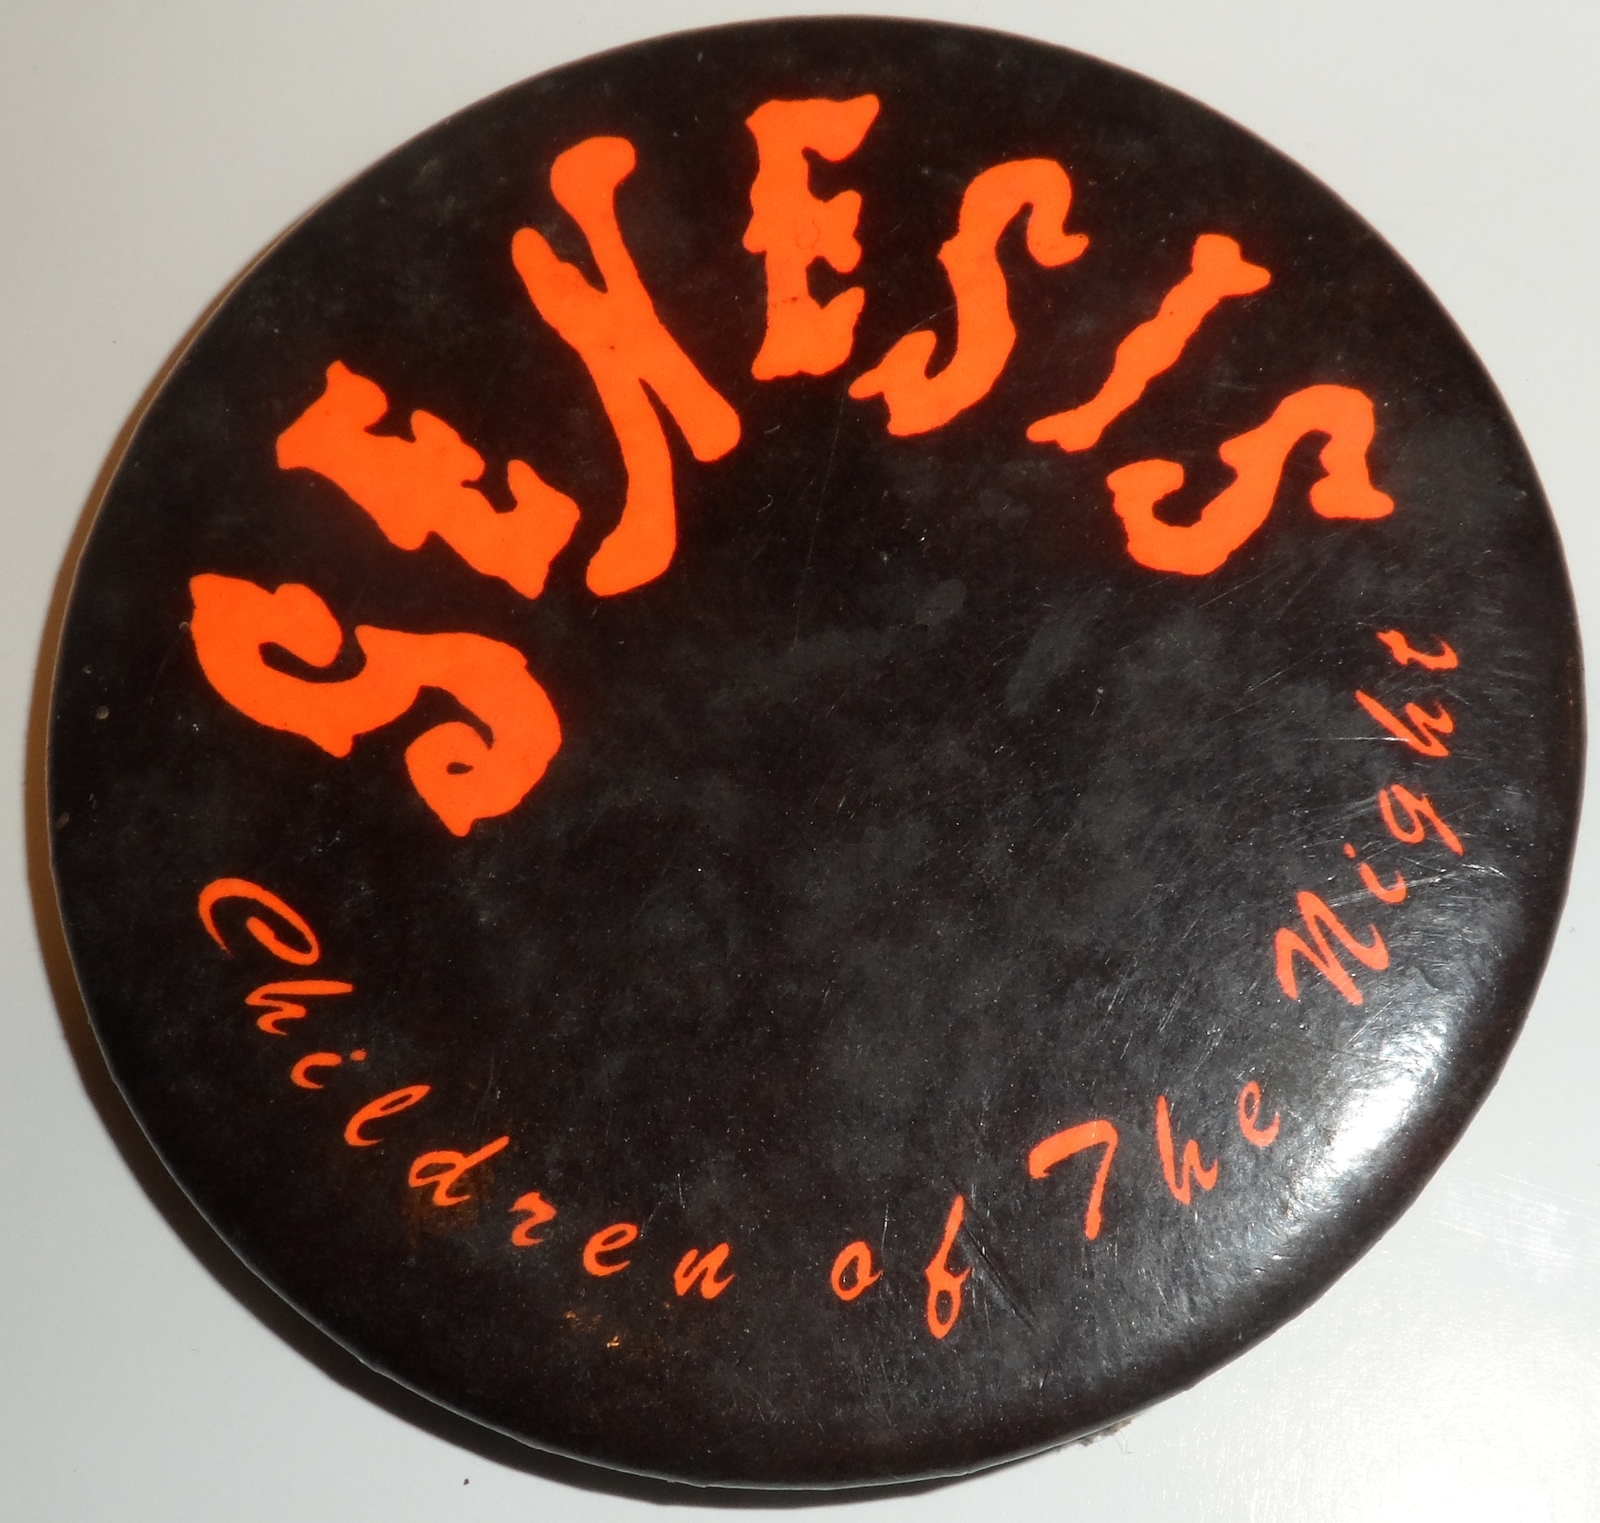 GENESIS
Children of The Night